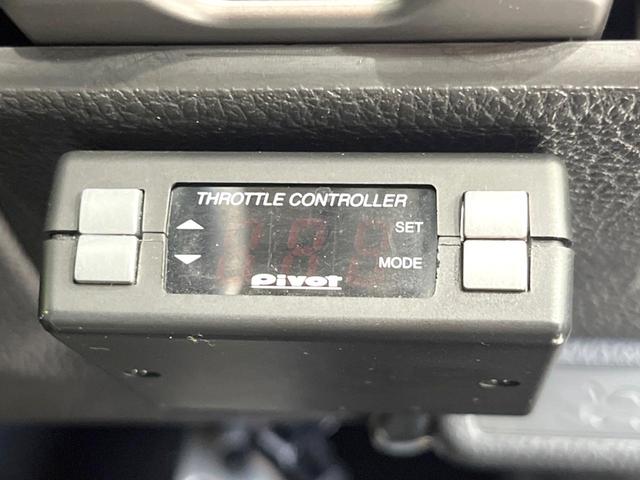 THROTTLE CONTROLLER
SET
MODE
Pivot